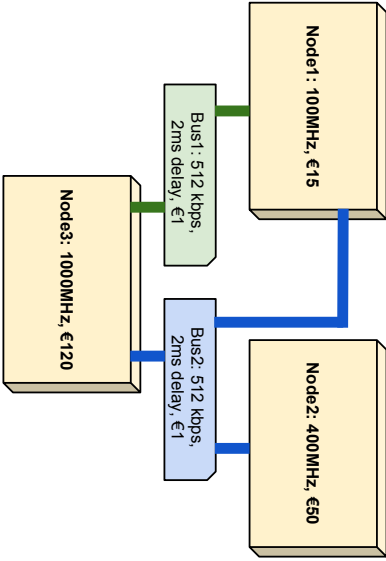 Node1: 100MHz, €15
Node2: 400MHz, €50
Bus1: 512 kbps,
2ms delay, €1
Bus2: 512 kbps,
2ms delay, €1
Node3: 1000MHz, €120